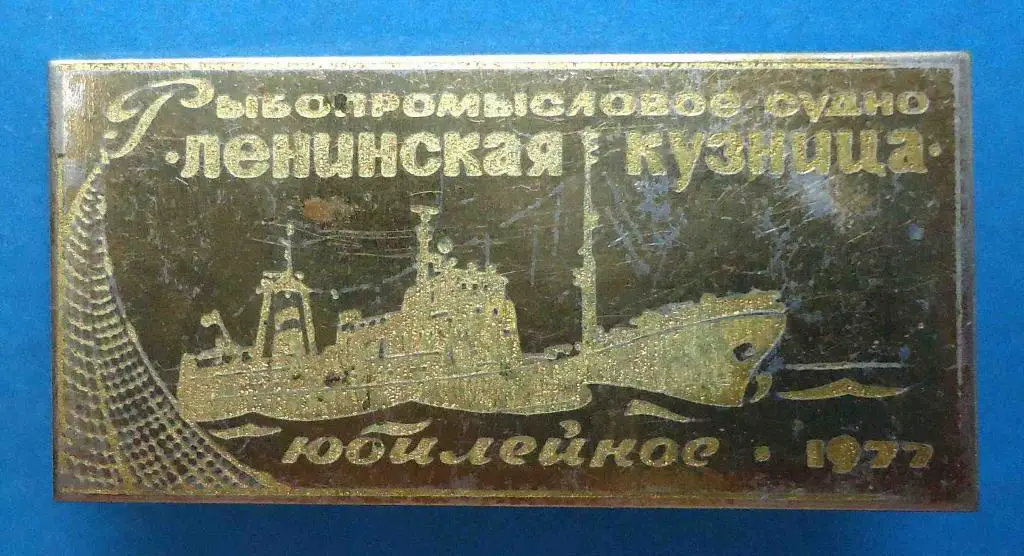 Рыбопромысловое судно
·Ленинская кузница·
юбилейное · 1977